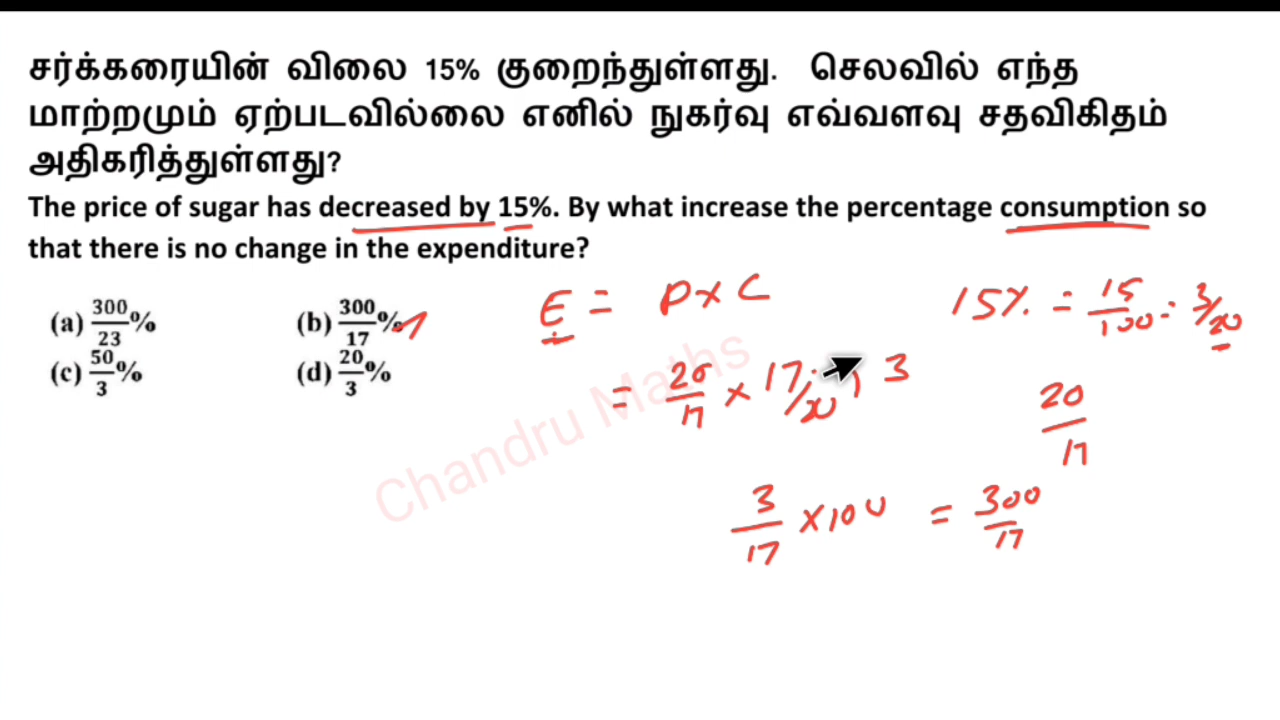 சர்க்கரையின் விலை 15% குறைந்துள்ளது. செலவில் எந்த
மாற்றமும் ஏற்படவில்லை எனில் நுகர்வு எவ்வளவு சதவிகிதம்
அதிகரித்துள்ளது?
The price of sugar has decreased by 15%. By what increase the percentage consumption so
that there is no change in the expenditure?
(a) 300/23 % (b) 300/17 %
(c) 50/3 % (d) 20/3 %
E = P × C
15% = 15/100 = 3/20
= 20/17 × 17/20 3
20/17
3/17 × 100 = 300/17
Chandru Maths